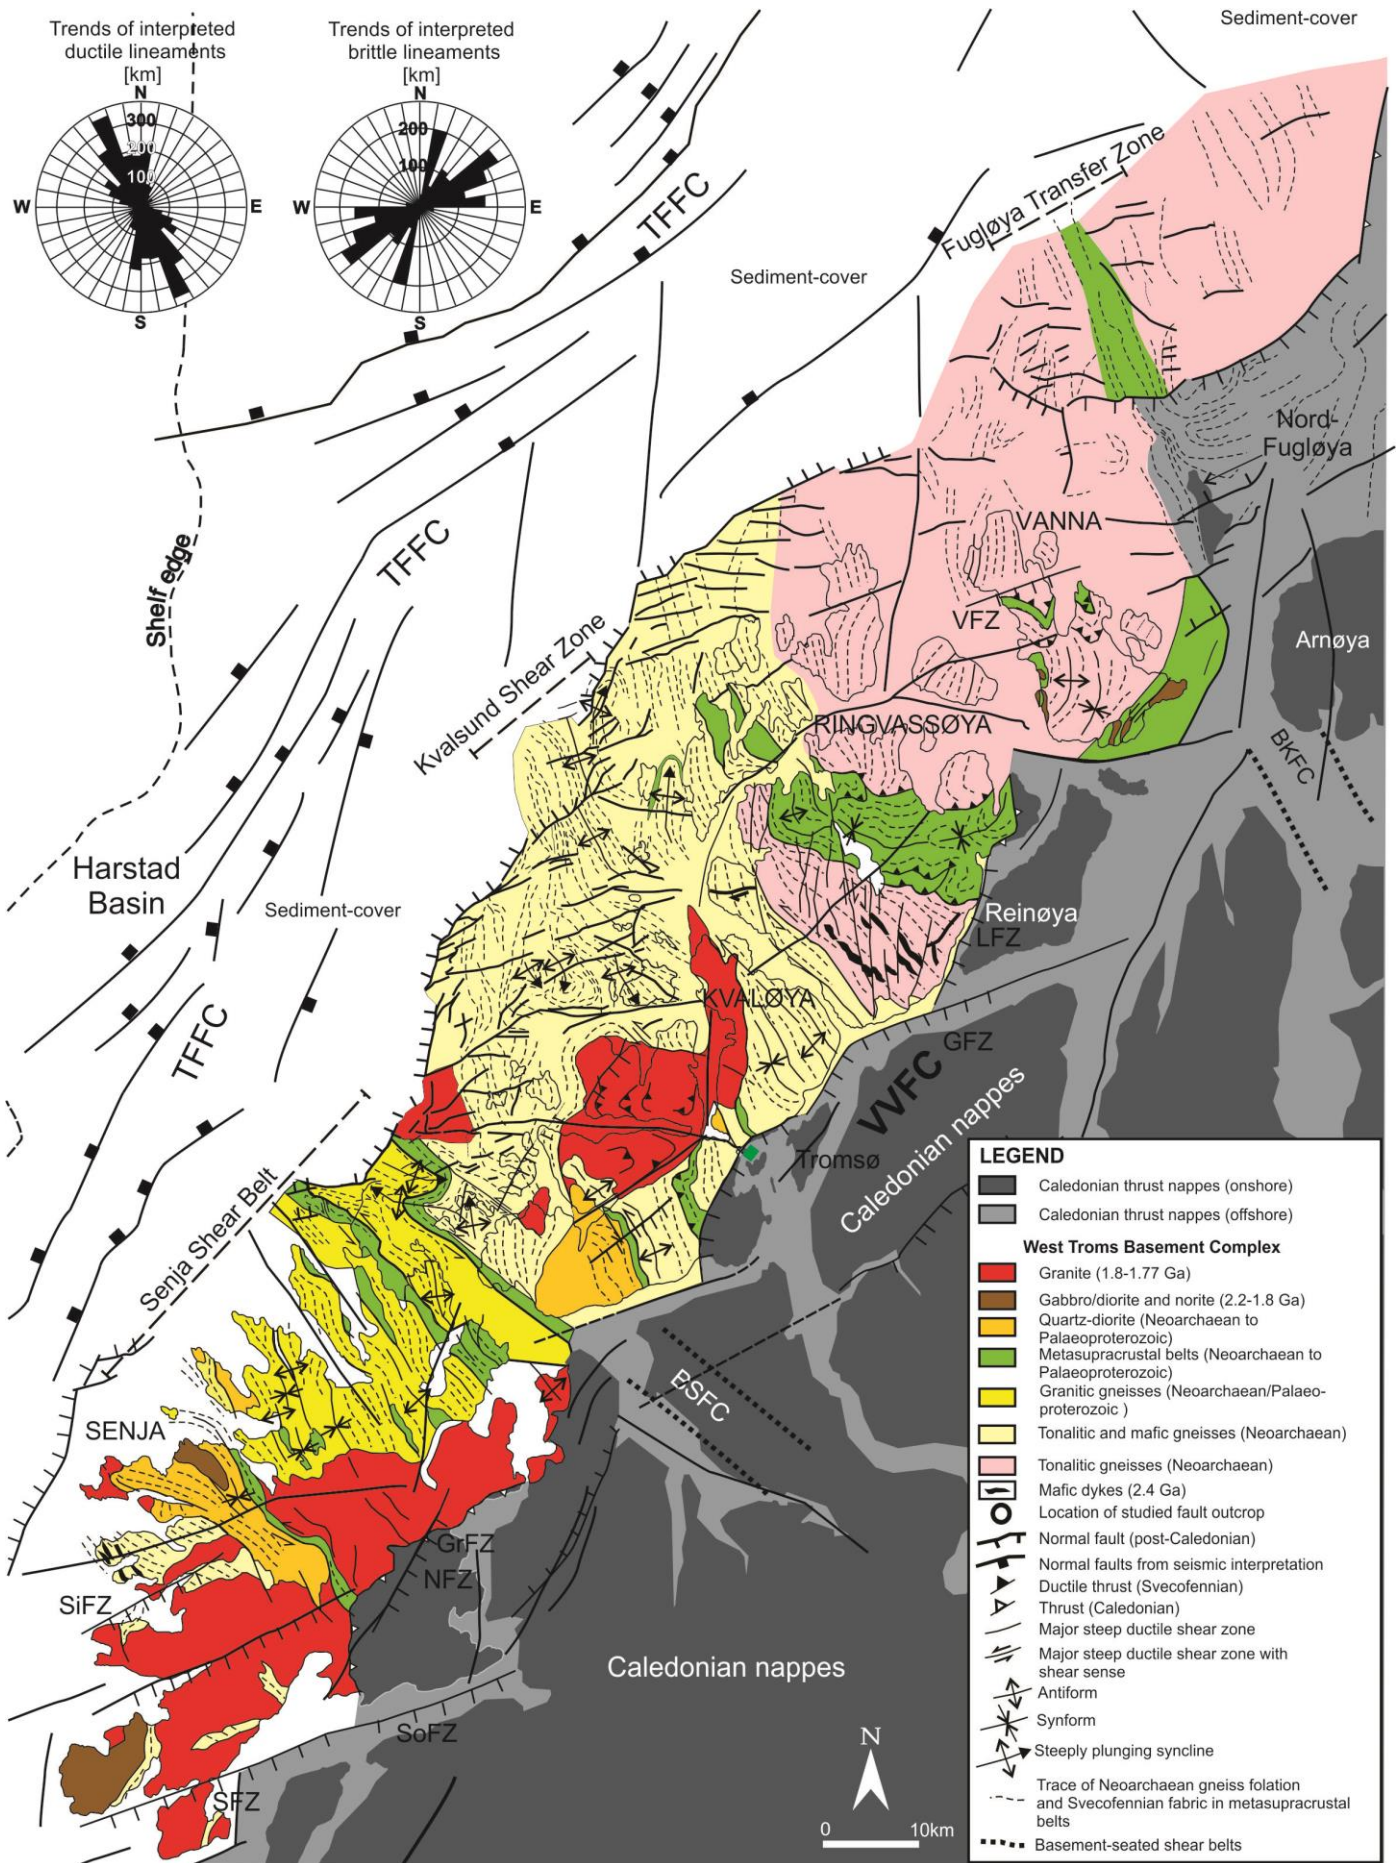 Trends of interpreted
ductile lineaments
[km]
N
300
200
100
W
E
S
Trends of interpreted
brittle lineaments
[km]
N
200
100
W
E
S
Sediment-cover
TFFC
Fugløya Transfer Zone
Sediment-cover
Nord-
Fugløya
VANNA
TFFC
Shelf edge
VFZ
Arnøya
Kvalsund Shear Zone
RINGVASSØYA
BKFC
Harstad
Basin
Sediment-cover
Reinøya
LFZ
KVALØYA
TFFC
GFZ
VVFC
Caledonian nappes
Tromsø
Senja Shear Belt
BSFC
SENJA
GrFZ
NFZ
SiFZ
Caledonian nappes
SoFZ
SFZ
N
0
10km
LEGEND
Caledonian thrust nappes (onshore)
Caledonian thrust nappes (offshore)
West Troms Basement Complex
Granite (1.8-1.77 Ga)
Gabbro/diorite and norite (2.2-1.8 Ga)
Quartz-diorite (Neoarchaean to
Palaeoproterozoic)
Metasupracrustal belts (Neoarchaean to
Palaeoproterozoic)
Granitic gneisses (Neoarchaean/Palaeo-
proterozoic )
Tonalitic and mafic gneisses (Neoarchaean)
Tonalitic gneisses (Neoarchaean)
Mafic dykes (2.4 Ga)
Location of studied fault outcrop
Normal fault (post-Caledonian)
Normal faults from seismic interpretation
Ductile thrust (Svecofennian)
Thrust (Caledonian)
Major steep ductile shear zone
Major steep ductile shear zone with
shear sense
Antiform
Synform
Steeply plunging syncline
Trace of Neoarchaean gneiss folation
and Svecofennian fabric in metasupracrustal
belts
Basement-seated shear belts